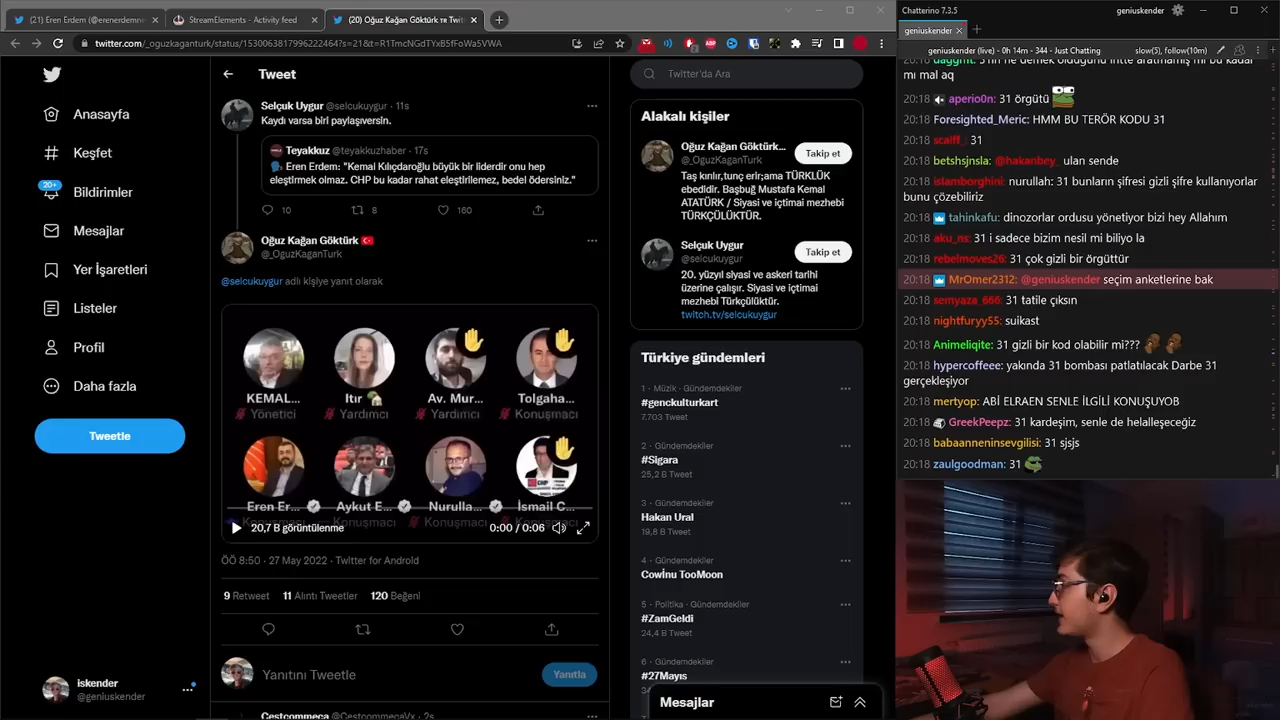 (21) Eren Erdem (@erenerdemnet
StreamElements - Activity feed
(20) Oğuz Kağan Göktürk ᴛʀ Twit
twitter.com/_oguzkaganturk/status/1530063817996222464?s=21&t=R1TmcNGdTYxB5fFoWa5VWA
Anasayfa
Keşfet
20+
Bildirimler
Mesajlar
Yer İşaretleri
Listeler
Profil
Daha fazla
Tweetle
iskender
@geniuskender
Tweet
Selçuk Uygur @selcukuygur · 11s
Kaydı varsa biri paylaşıversin.
Teyakkuz @teyakkuzhaber · 17s
Eren Erdem: "Kemal Kılıçdaroğlu büyük bir liderdir onu hep
eleştirmek olmaz. CHP bu kadar rahat eleştirilemez, bedel ödersiniz."
10
8
160
Oğuz Kağan Göktürk
@_OguzKaganTurk
@selcukuygur adlı kişiye yanıt olarak
KEMAL...
Itır
Av. Mur...
Tolgaha...
Yönetici
Yardımcı
Yardımcı
Konuşmacı
Eren Er...
Aykut E...
Nurulla...
İsmail C...
Konuşmacı
Konuşmacı
Konuşmacı
Konuşmacı
20,7 B görüntülenme
0:00 / 0:06
ÖÖ 8:50 · 27 May 2022 · Twitter for Android
9 Retweet 11 Alıntı Tweetler 120 Beğeni
Yanıtını Tweetle
Yanıtla
Cestcommeca @CestcommecaVx · 2s
Twitter'da Ara
Alakalı kişiler
Oğuz Kağan Göktürk...
@_OguzKaganTurk
Takip et
Taş kırılır,tunç erlr;ama TÜRKLÜK
ebedidir. Başbuğ Mustafa Kemal
ATATÜRK / Siyasi ve içtimai mezhebi
TÜRKÇÜLÜKTÜR.
Selçuk Uygur
@selcukuygur
Takip et
20. yüzyıl siyasi ve askeri tarihi
üzerine çalışır. Siyasi ve içtimai
mezhebi Türkçülüktür.
twitch.tv/selcukuygur
Türkiye gündemleri
1 · Müzik · Gündemdekiler
#genckulturkart
7.703 Tweet
2 · Gündemdekiler
#Sigara
25,2 B Tweet
3 · Gündemdekiler
Hakan Ural
19,8 B Tweet
4 · Gündemdekiler
Cowinu TooMoon
5 · Politika · Gündemdekiler
#ZamGeldi
24,4 B Tweet
6 · Gündemdekiler
#27Mayıs
Mesajlar
Chatterino 7.3.5
geniuskender
geniuskender
geniuskender (live) - 0h 14m - 344 - Just Chatting
slow(5), follow(10m)
mı mal aq
20:18 aperio0n: 31 örgütü
20:18 Foresighted_Meric: HMM BU TERÖR KODU 31
20:18 scalff_: 31
20:18 betshsjnsla: @hakanbey_ ulan sende
20:18 islamborghini: nurullah: 31 bunların şifresi gizli şifre kullanıyorlar
bunu çözebiliriz
20:18 tahinkafu: dinozorlar ordusu yönetiyor bizi hey Allahım
20:18 aku_ns: 31 i sadece bizim nesil mi biliyo la
20:18 rebelmoves26: 31 çok gizli bir örgüttür
20:18 MrOmer2312: @geniuskender seçim anketlerine bak
20:18 semyaza_666: 31 tatile çıksın
20:18 nightfuryy55: suikast
20:18 Animeliqite: 31 gizli bir kod olabilir mi???
20:18 hypercoffeee: yakında 31 bombası patlatılacak Darbe 31
gerçekleşiyor
20:18 mertyop: ABİ ELRAEN SENLE İLGİLİ KONUŞUYOB
20:18 GreekPeepz: 31 kardeşim, senle de helalleşeceğiz
20:18 babaanneninsevgilisi: 31 sjsjs
20:18 zaulgoodman: 31